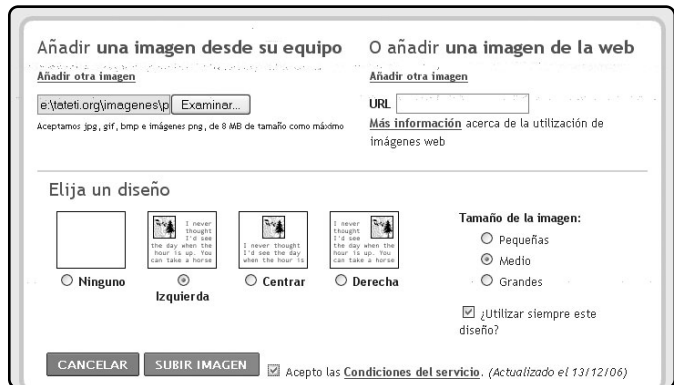 Añadir una imagen desde su equipo
Añadir otra imagen
e:\tateti.org\imagenes\p Examinar...
Aceptamos jpg, gif, bmp e imágenes png, de 8 MB de tamaño como máximo
O añadir una imagen de la web
Añadir otra imagen
URL
Más información acerca de la utilización de
imágenes web
Elija un diseño
I never
thought
I'd see
the day when the
hour is up. You
can take a horse
I never thought
I'd see the day
when the hour is
I never
thought
I'd see
the day when the
hour is up. You
can take a horse
Ninguno
Izquierda
Centrar
Derecha
Tamaño de la imagen:
Pequeñas
Medio
Grandes
¿Utilizar siempre este
diseño?
CANCELAR SUBIR IMAGEN Acepto las Condiciones del servicio. (Actualizado el 13/12/06)